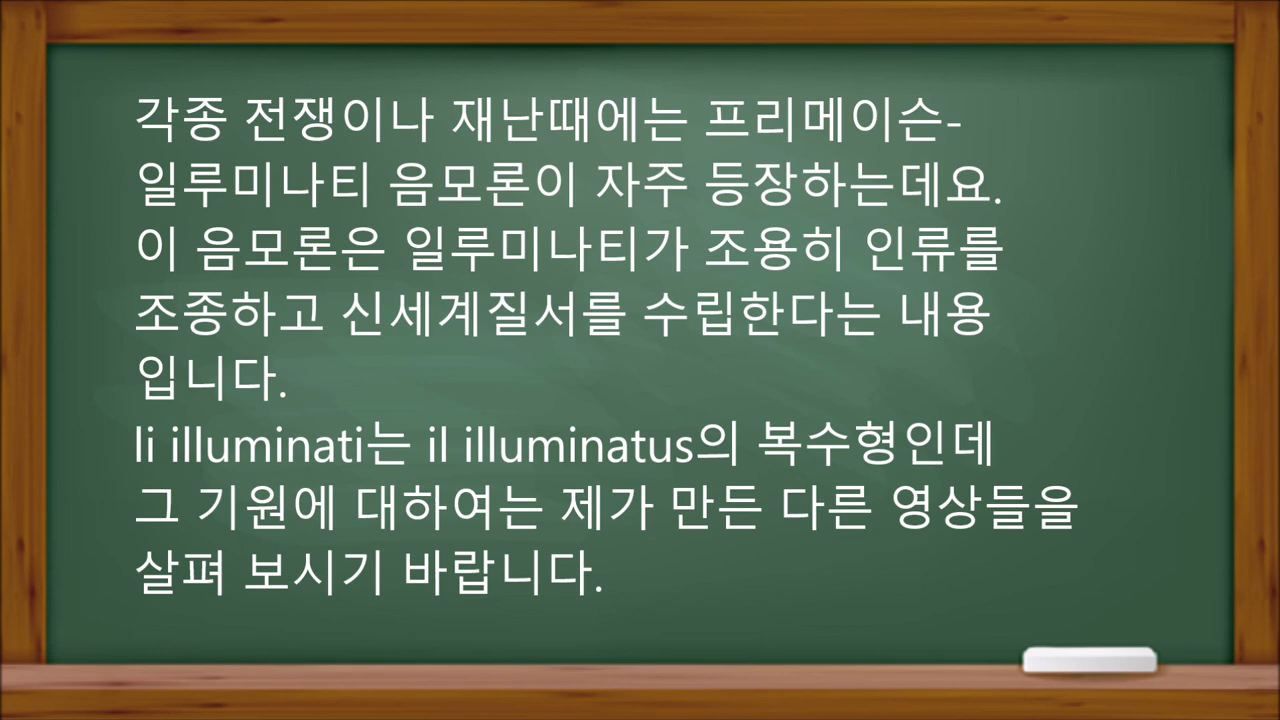 각종 전쟁이나 재난때에는 프리메이슨-
일루미나티 음모론이 자주 등장하는데요.
이 음모론은 일루미나티가 조용히 인류를
조종하고 신세계질서를 수립한다는 내용
입니다.
li illuminati는 il illuminatus의 복수형인데
그 기원에 대하여는 제가 만든 다른 영상들을
살펴 보시기 바랍니다.